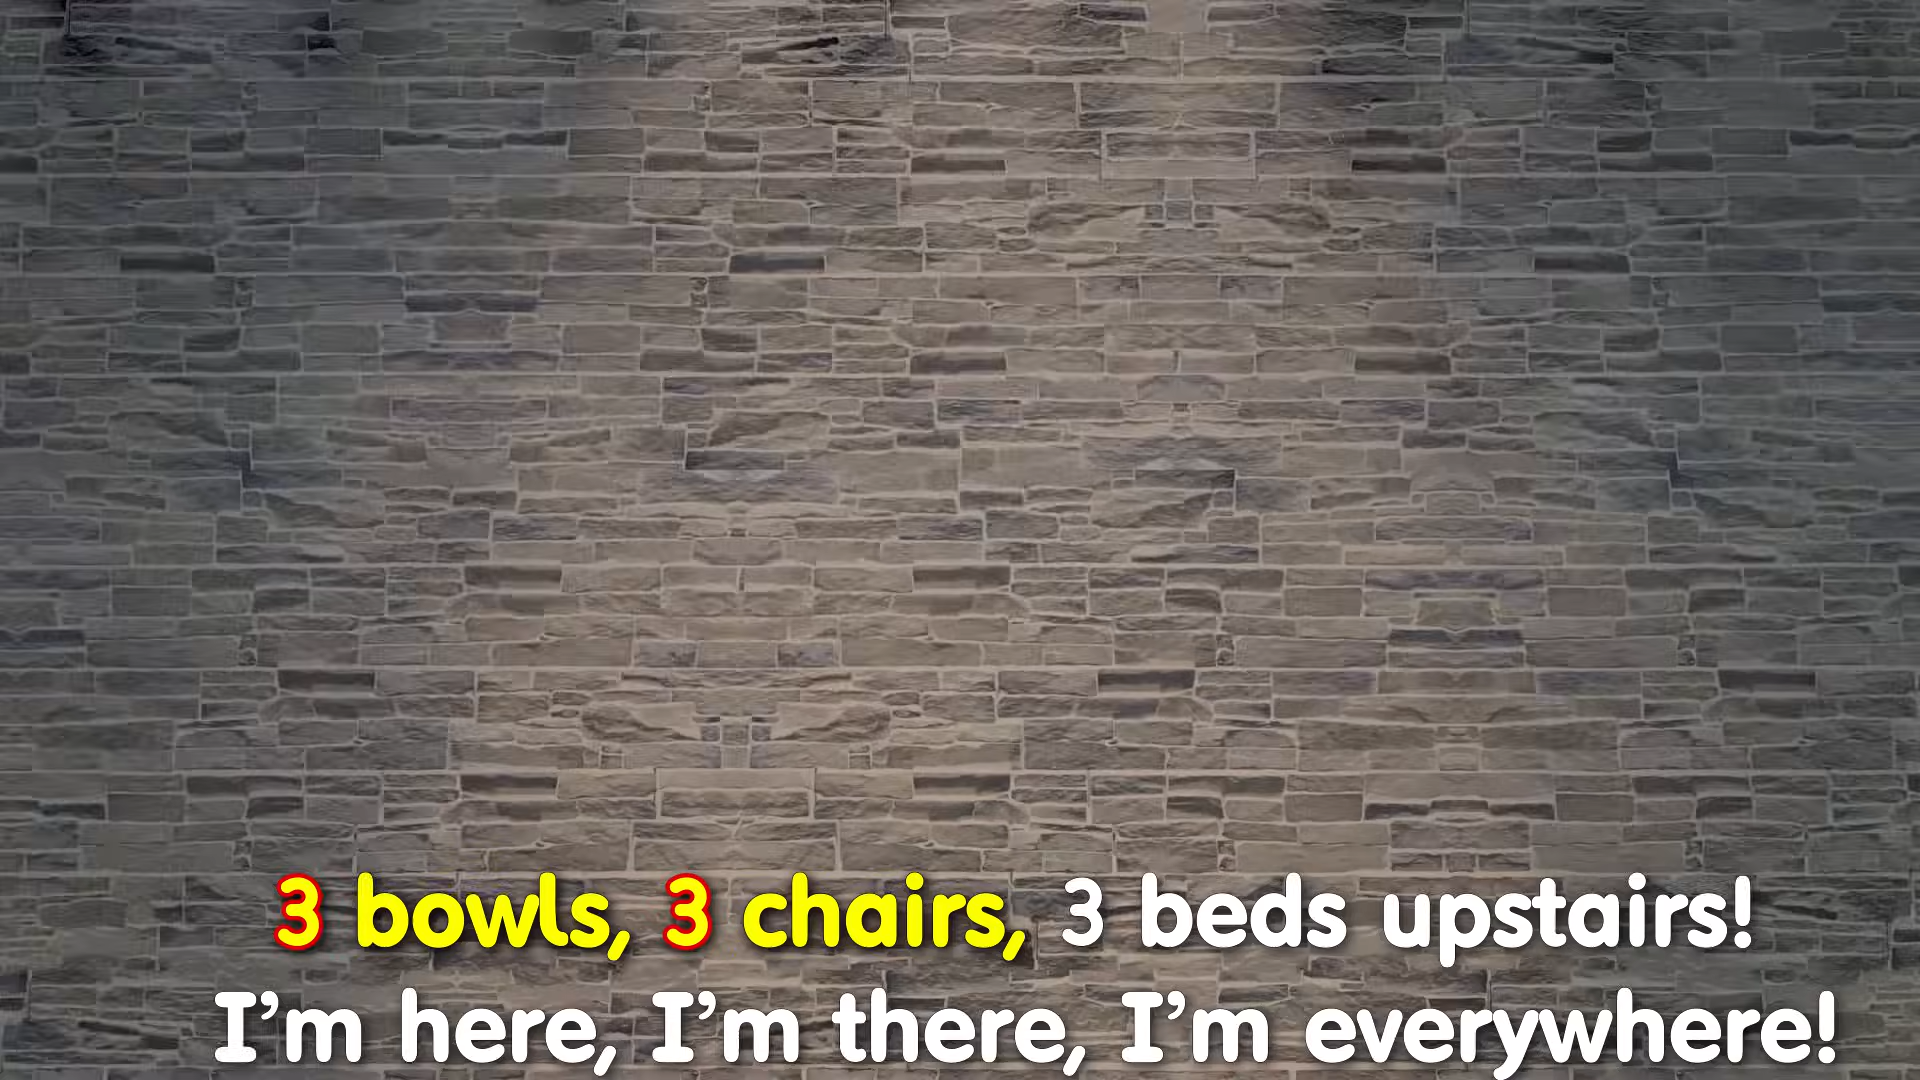 3 bowls, 3 chairs, 3 beds upstairs!
I'm here, I'm there, I'm everywhere!